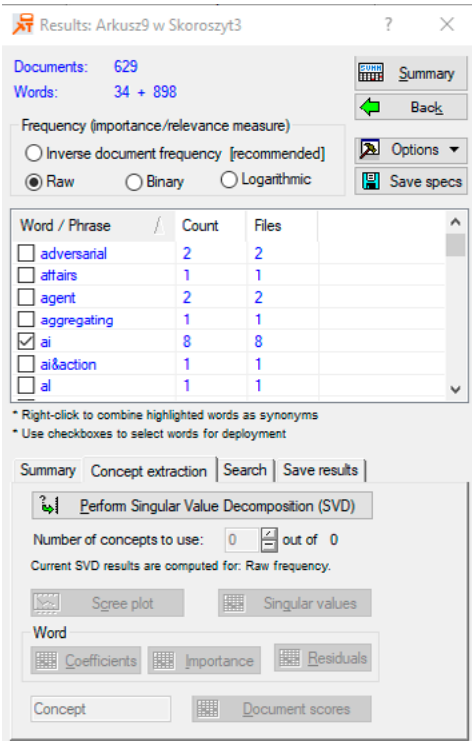 Results: Arkusz9 w Skoroszyt3 ? ×
Documents: 629
Words: 34 + 898
Summary
Back
Frequency (importance/relevance measure)
Inverse document frequency [recommended]
Raw Binary Logarithmic
Options
Save specs
Word / Phrase Count Files
adversarial 2 2
affairs 1 1
agent 2 2
aggregating 1 1
ai 8 8
ai&action 1 1
al 1 1
* Right-click to combine highlighted words as synonyms
* Use checkboxes to select words for deployment
Summary Concept extraction Search Save results
Perform Singular Value Decomposition (SVD)
Number of concepts to use: 0 out of 0
Current SVD results are computed for: Raw frequency.
Scree plot Singular values
Word
Coefficients Importance Residuals
Concept Document scores